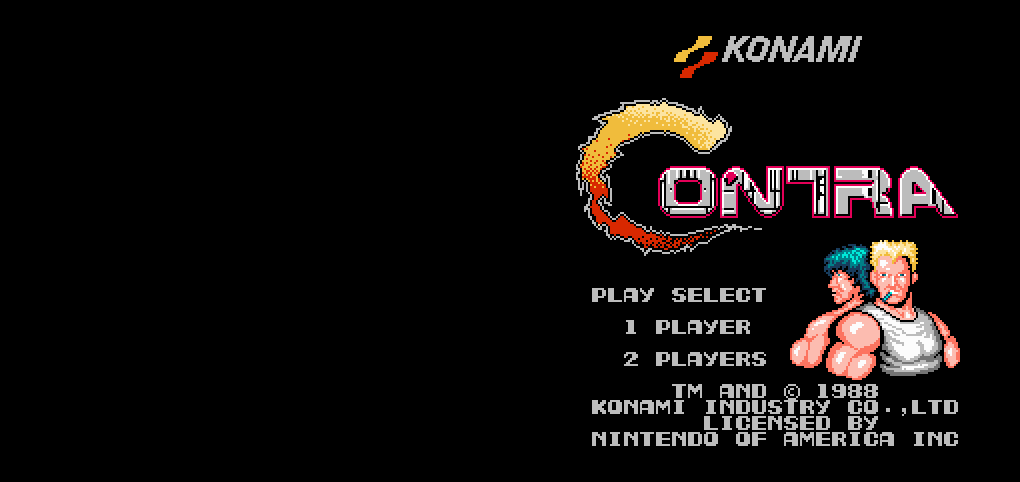 KONAMI
CONTRA
PLAY SELECT
1 PLAYER
2 PLAYERS
TM AND © 1988
KONAMI INDUSTRY CO.,LTD
LICENSED BY
NINTENDO OF AMERICA INC